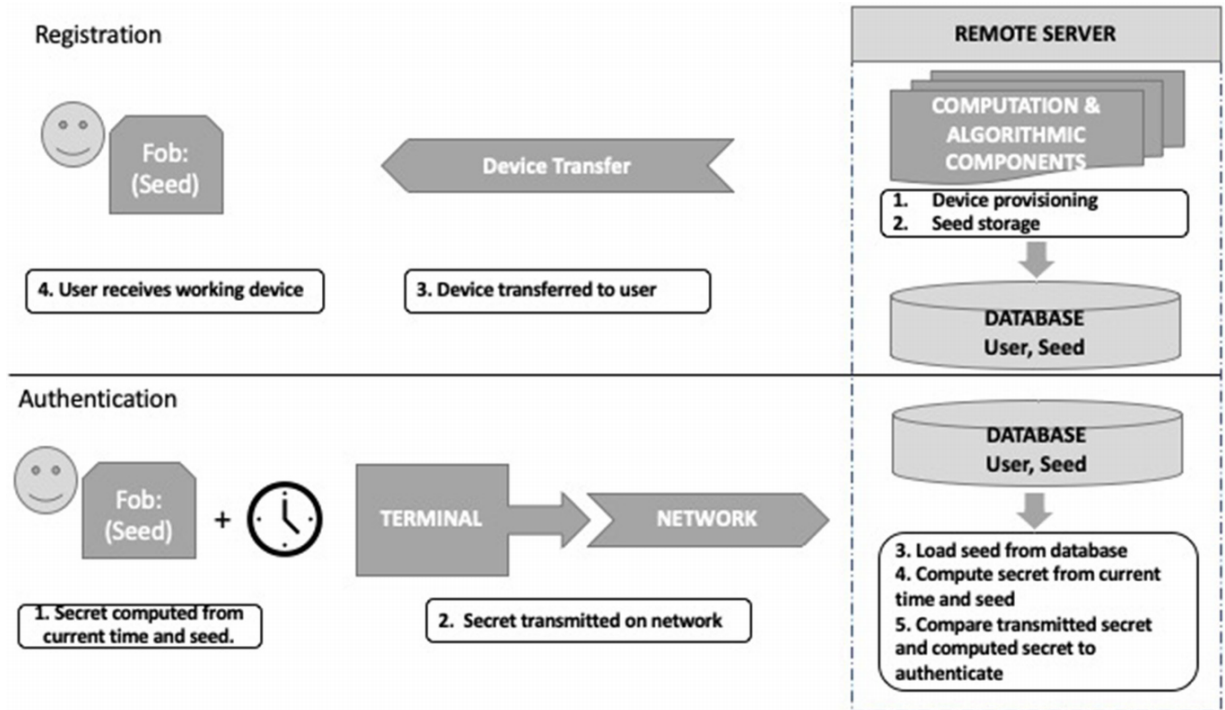 Registration
REMOTE SERVER
COMPUTATION &
ALGORITHMIC
COMPONENTS
Fob:
(Seed)
Device Transfer
1. Device provisioning
2. Seed storage
4. User receives working device
3. Device transferred to user
DATABASE
User, Seed
Authentication
DATABASE
User, Seed
Fob:
(Seed)
+
TERMINAL
NETWORK
1. Secret computed from
current time and seed.
2. Secret transmitted on network
3. Load seed from database
4. Compute secret from current
time and seed
5. Compare transmitted secret
and computed secret to
authenticate